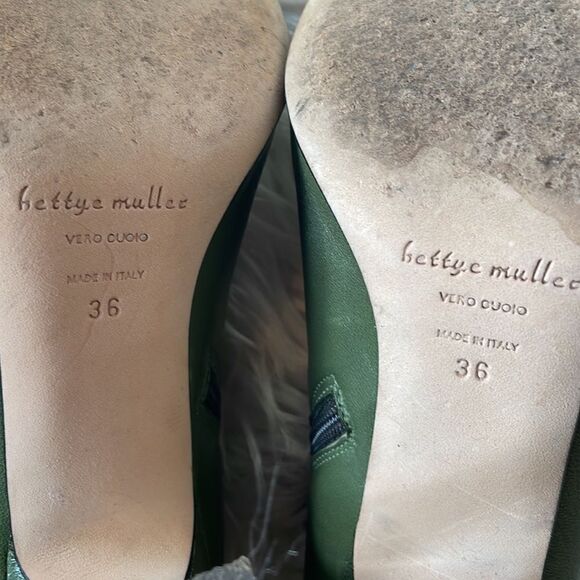 bettye muller
VERO CUOIO
MADE IN ITALY
36
bettye muller
VERO CUOIO
MADE IN ITALY
36